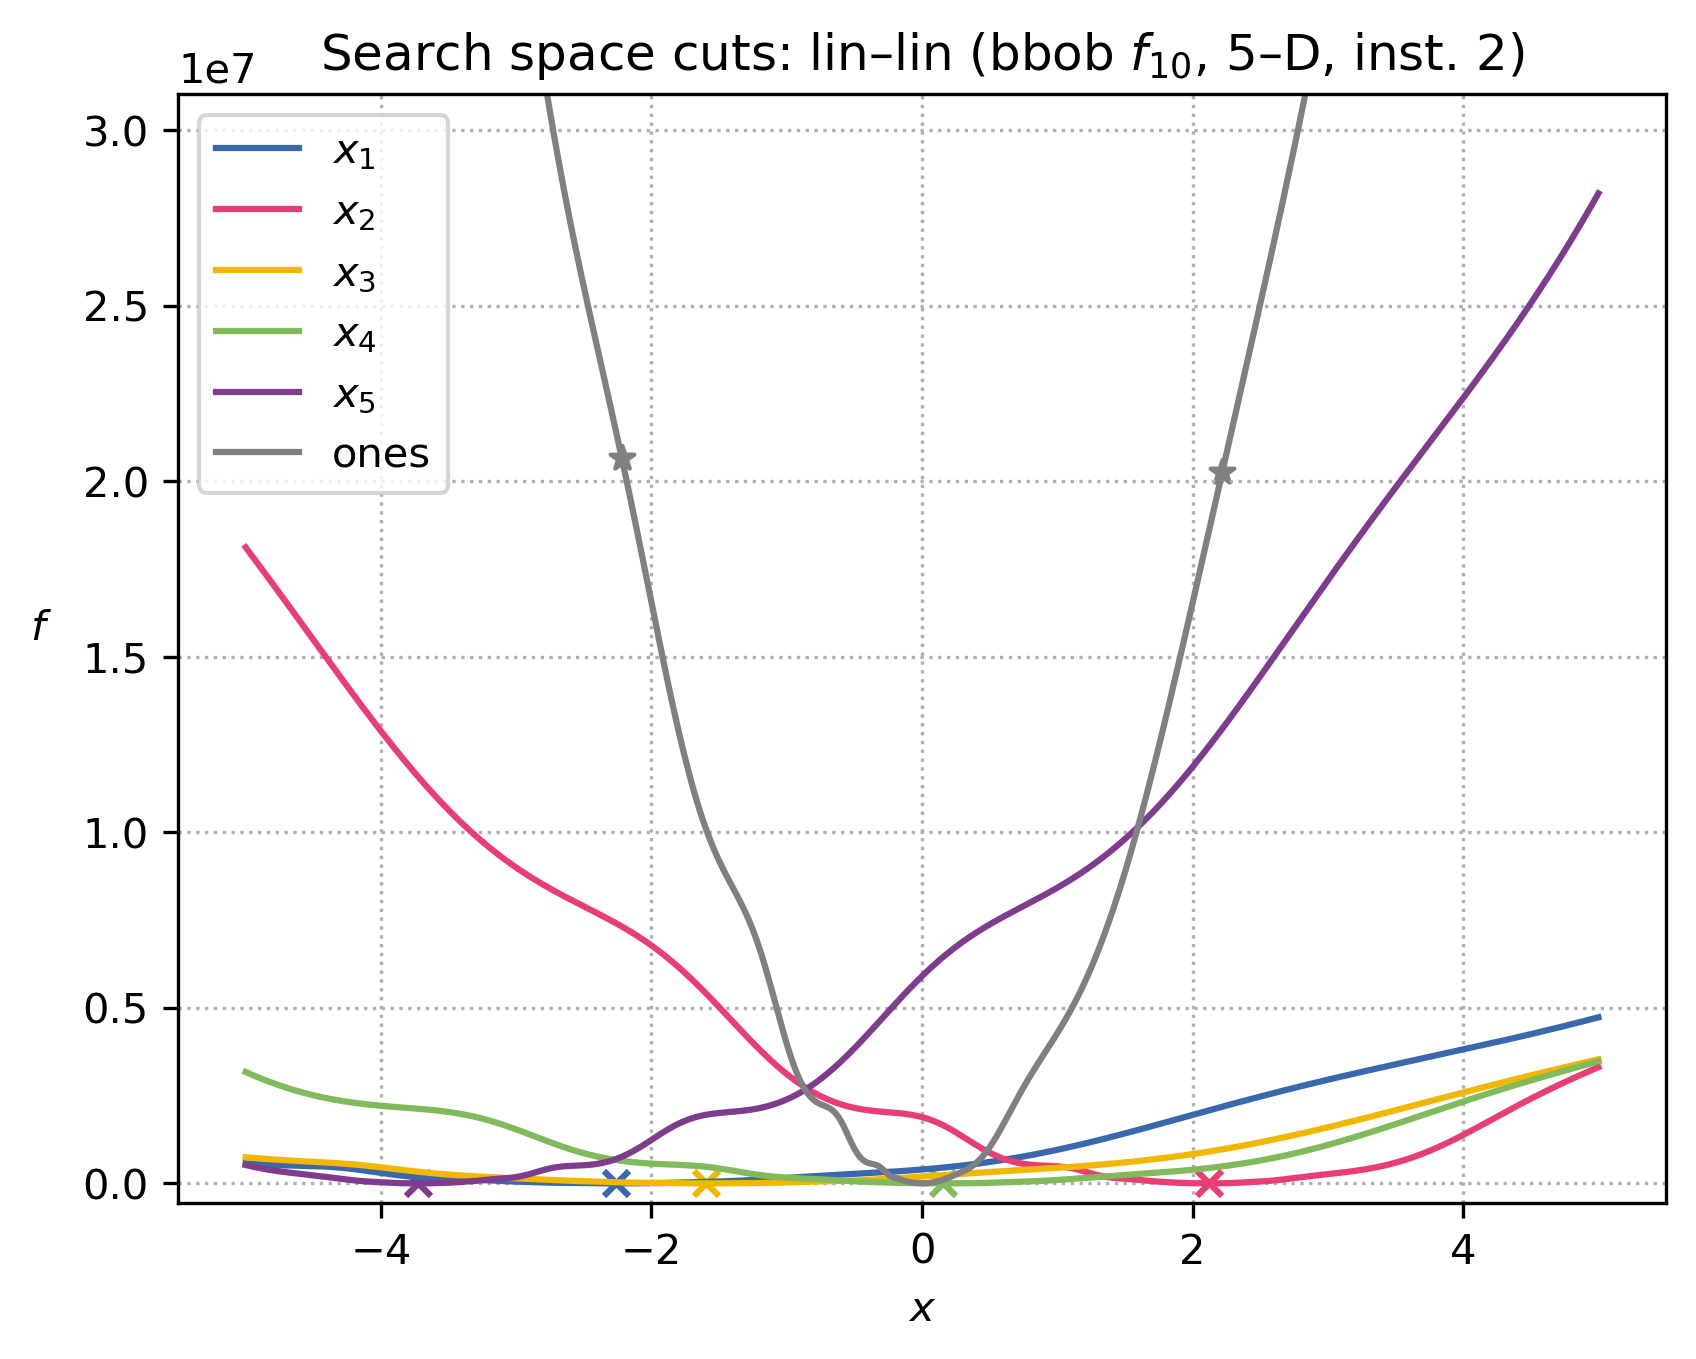 Search space cuts: lin–lin (bbob f₁₀, 5–D, inst. 2)
1e7
3.0
2.5
2.0
1.5
1.0
0.5
0.0
x₁
x₂
x₃
x₄
x₅
ones
f
−4 −2 0 2 4
x